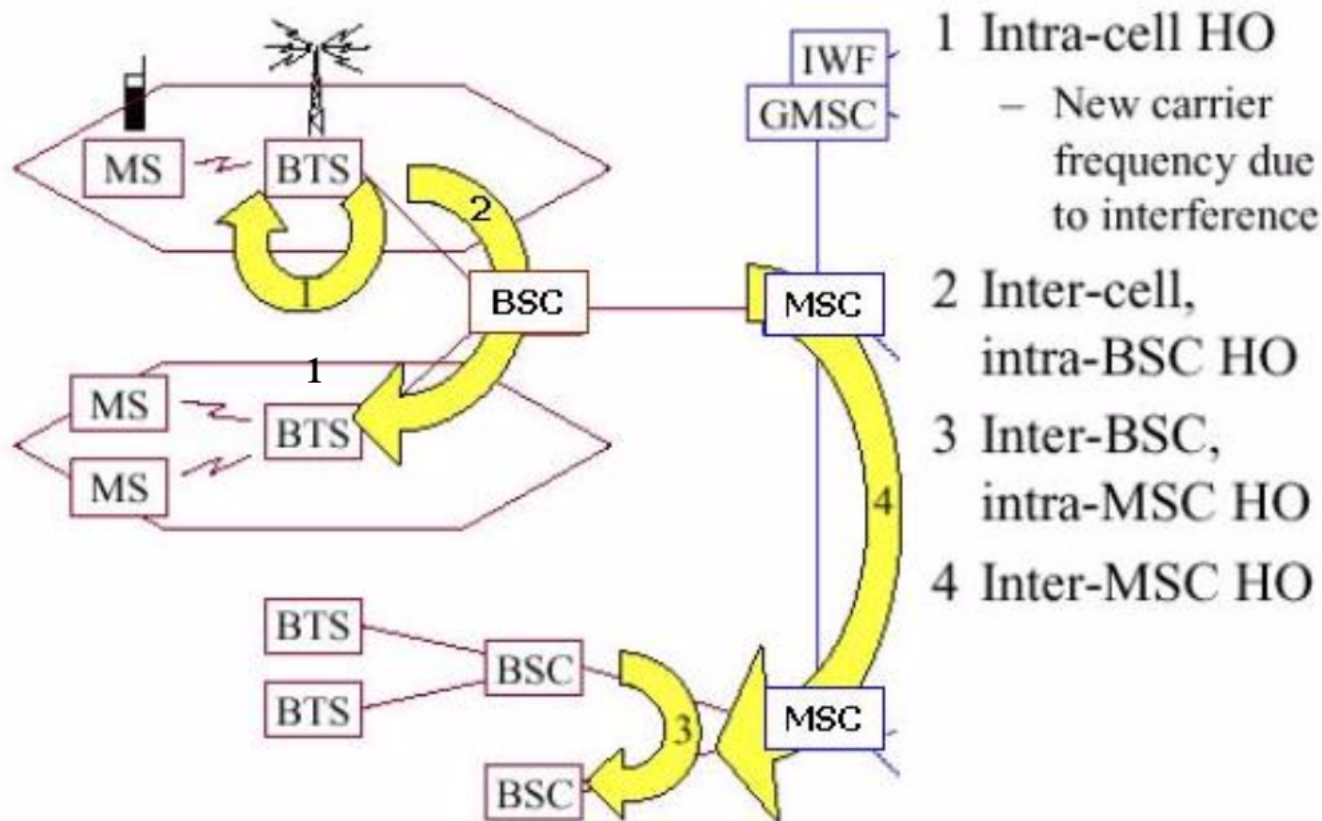 IWF
GMSC
MS
BTS
2
1
BSC
MSC
1
MS
BTS
MS
4
BTS
BSC
BTS
3
MSC
BSC
1 Intra-cell HO
– New carrier
frequency due
to interference
2 Inter-cell,
intra-BSC HO
3 Inter-BSC,
intra-MSC HO
4 Inter-MSC HO